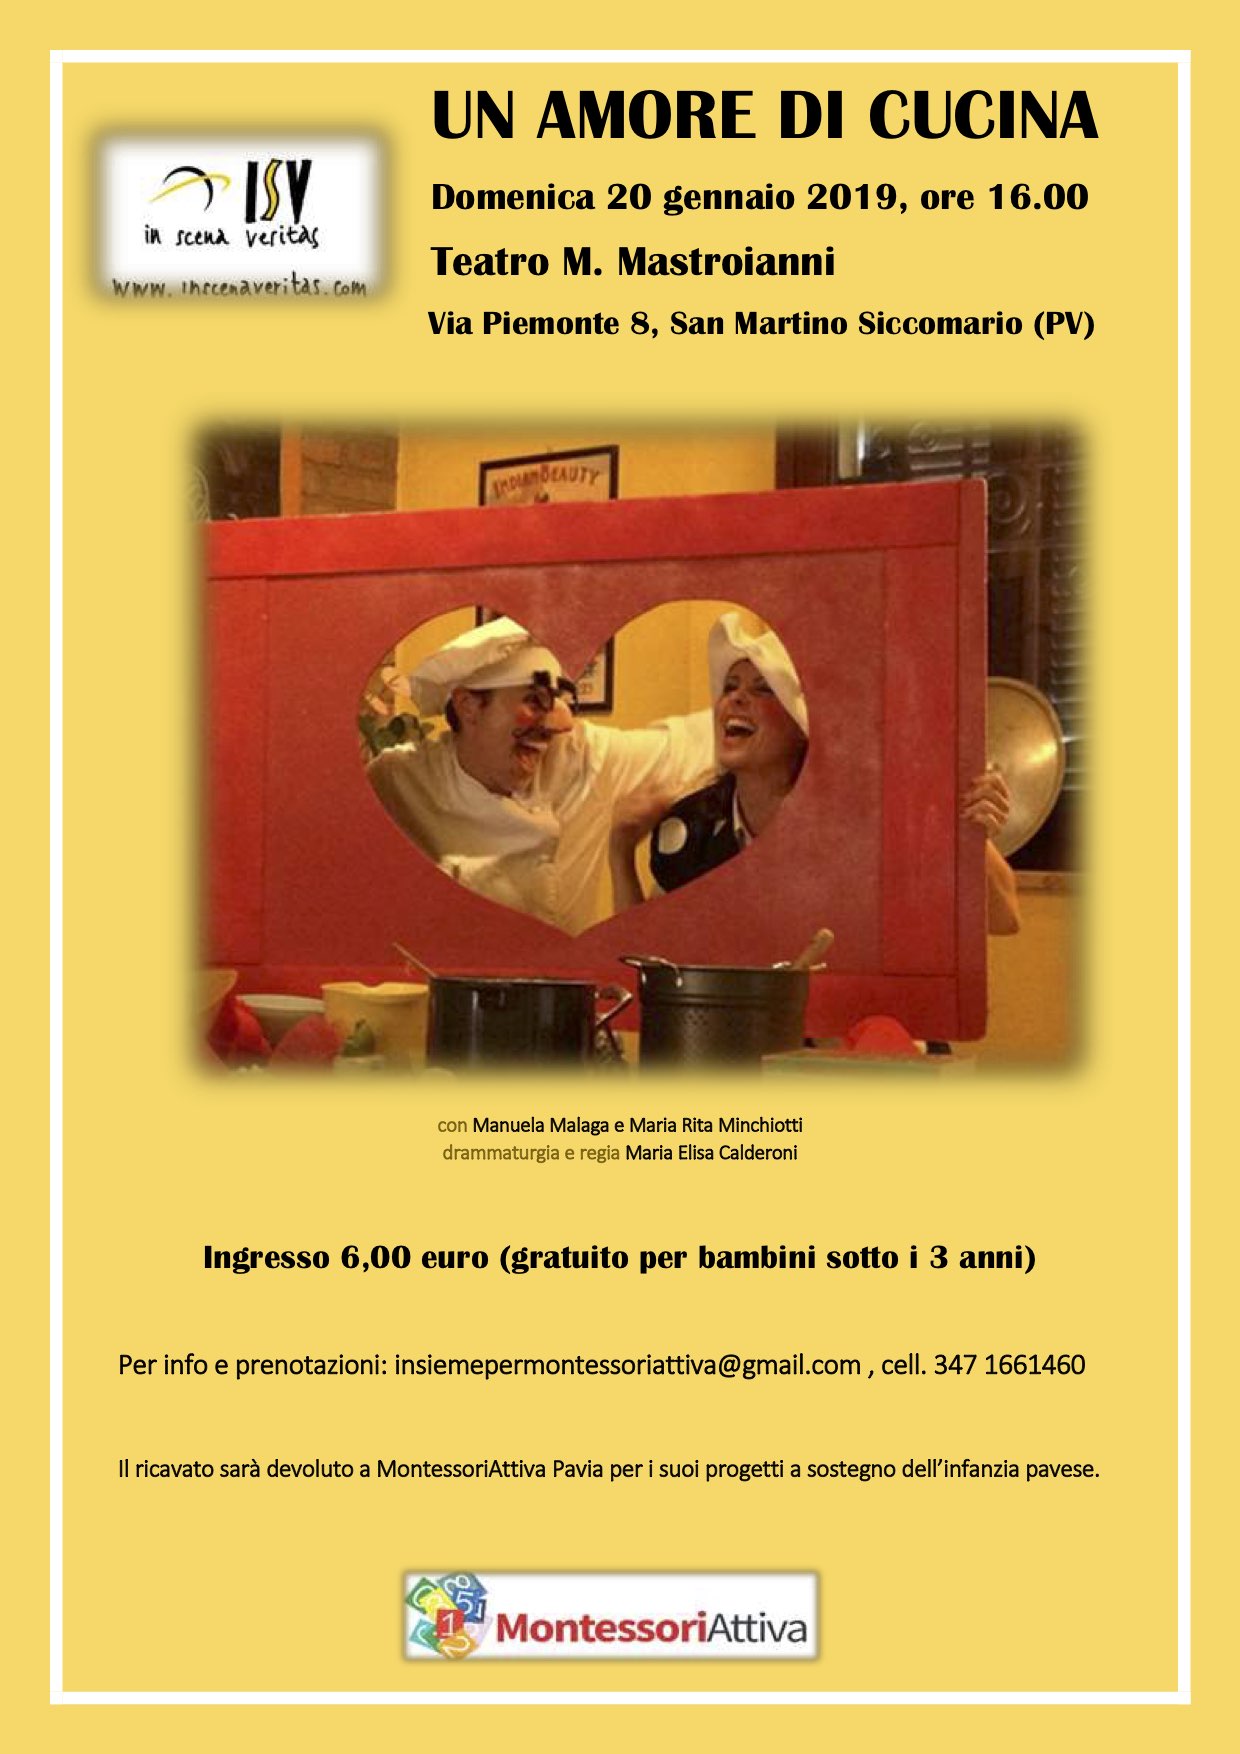 UN AMORE DI CUCINA
ISV
in scena veritas
www.inscenaveritas.com
Domenica 20 gennaio 2019, ore 16.00
Teatro M. Mastroianni
Via Piemonte 8, San Martino Siccomario (PV)
INDIAN BEAUTY
con Manuela Malaga e Maria Rita Minchiotti
drammaturgia e regia Maria Elisa Calderoni
Ingresso 6,00 euro (gratuito per bambini sotto i 3 anni)
Per info e prenotazioni: insiemepermontessoriattiva@gmail.com , cell. 347 1661460
Il ricavato sarà devoluto a MontessoriAttiva Pavia per i suoi progetti a sostegno dell’infanzia pavese.
MontessoriAttiva